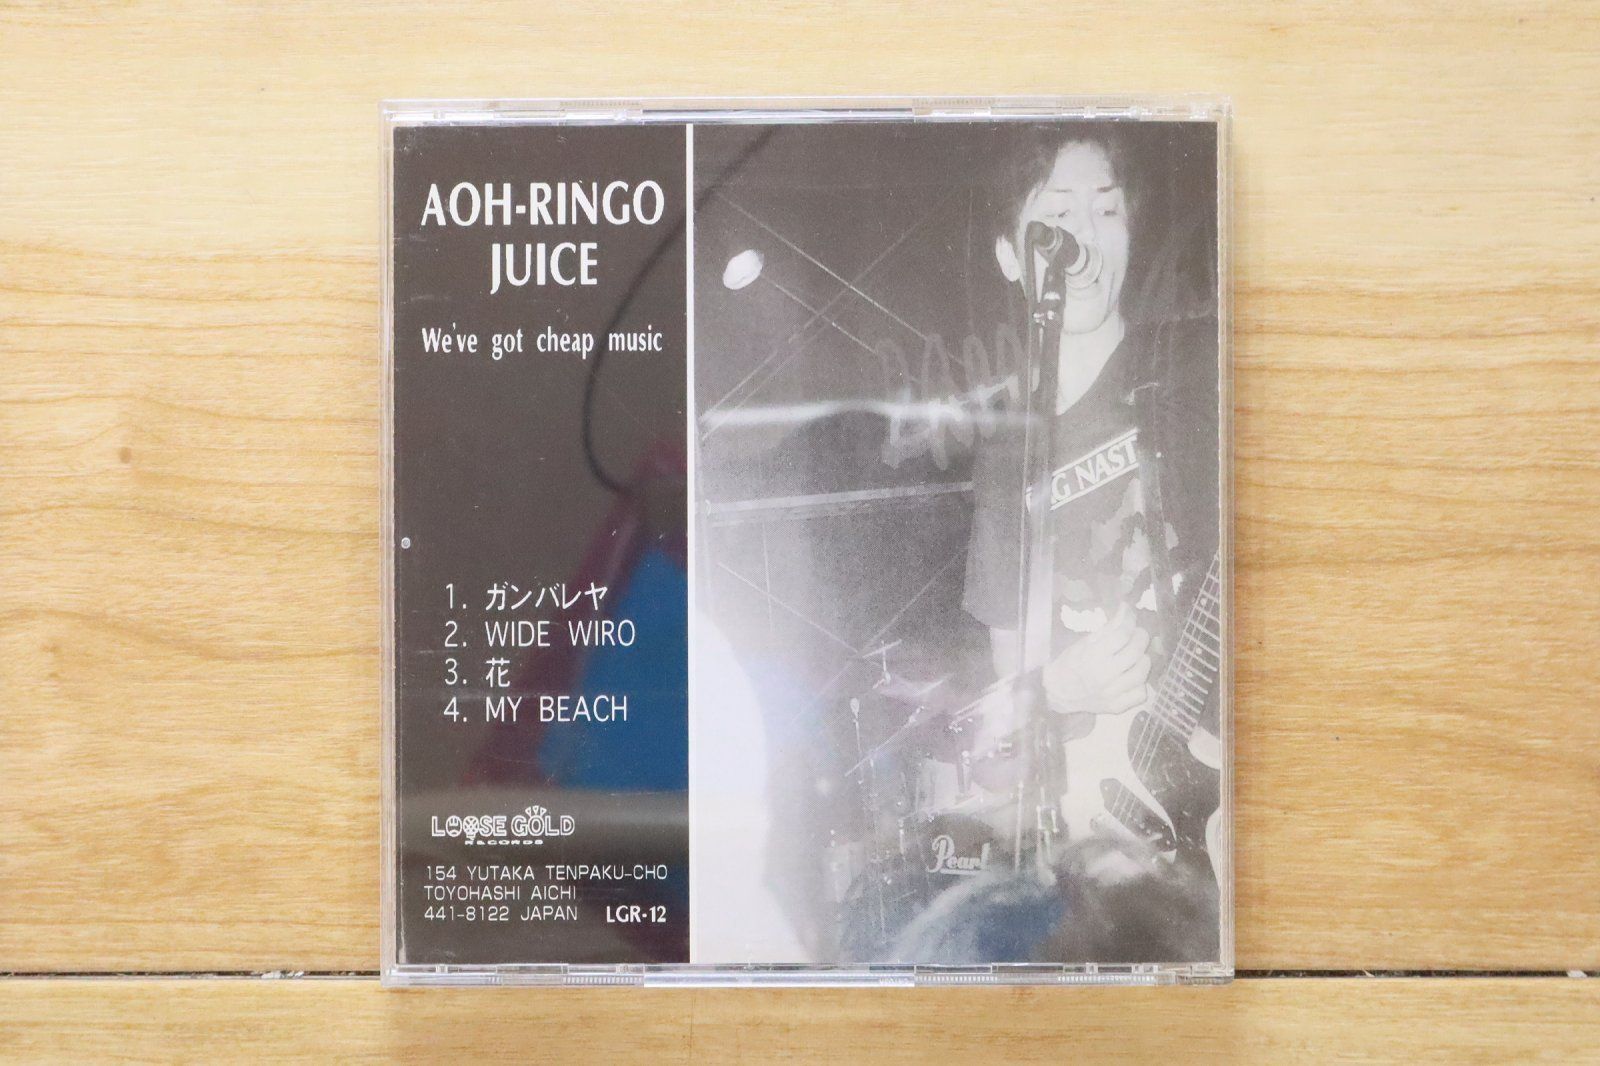 AOH-RINGO
JUICE
We've got cheap music
1. ガンバレヤ
2. WIDE WIRO
3. 花
4. MY BEACH
LOOSE GOLD
RECORDS
154 YUTAKA TENPAKU-CHO
TOYOHASHI AICHI
441-8122 JAPAN LGR-12
Pearl